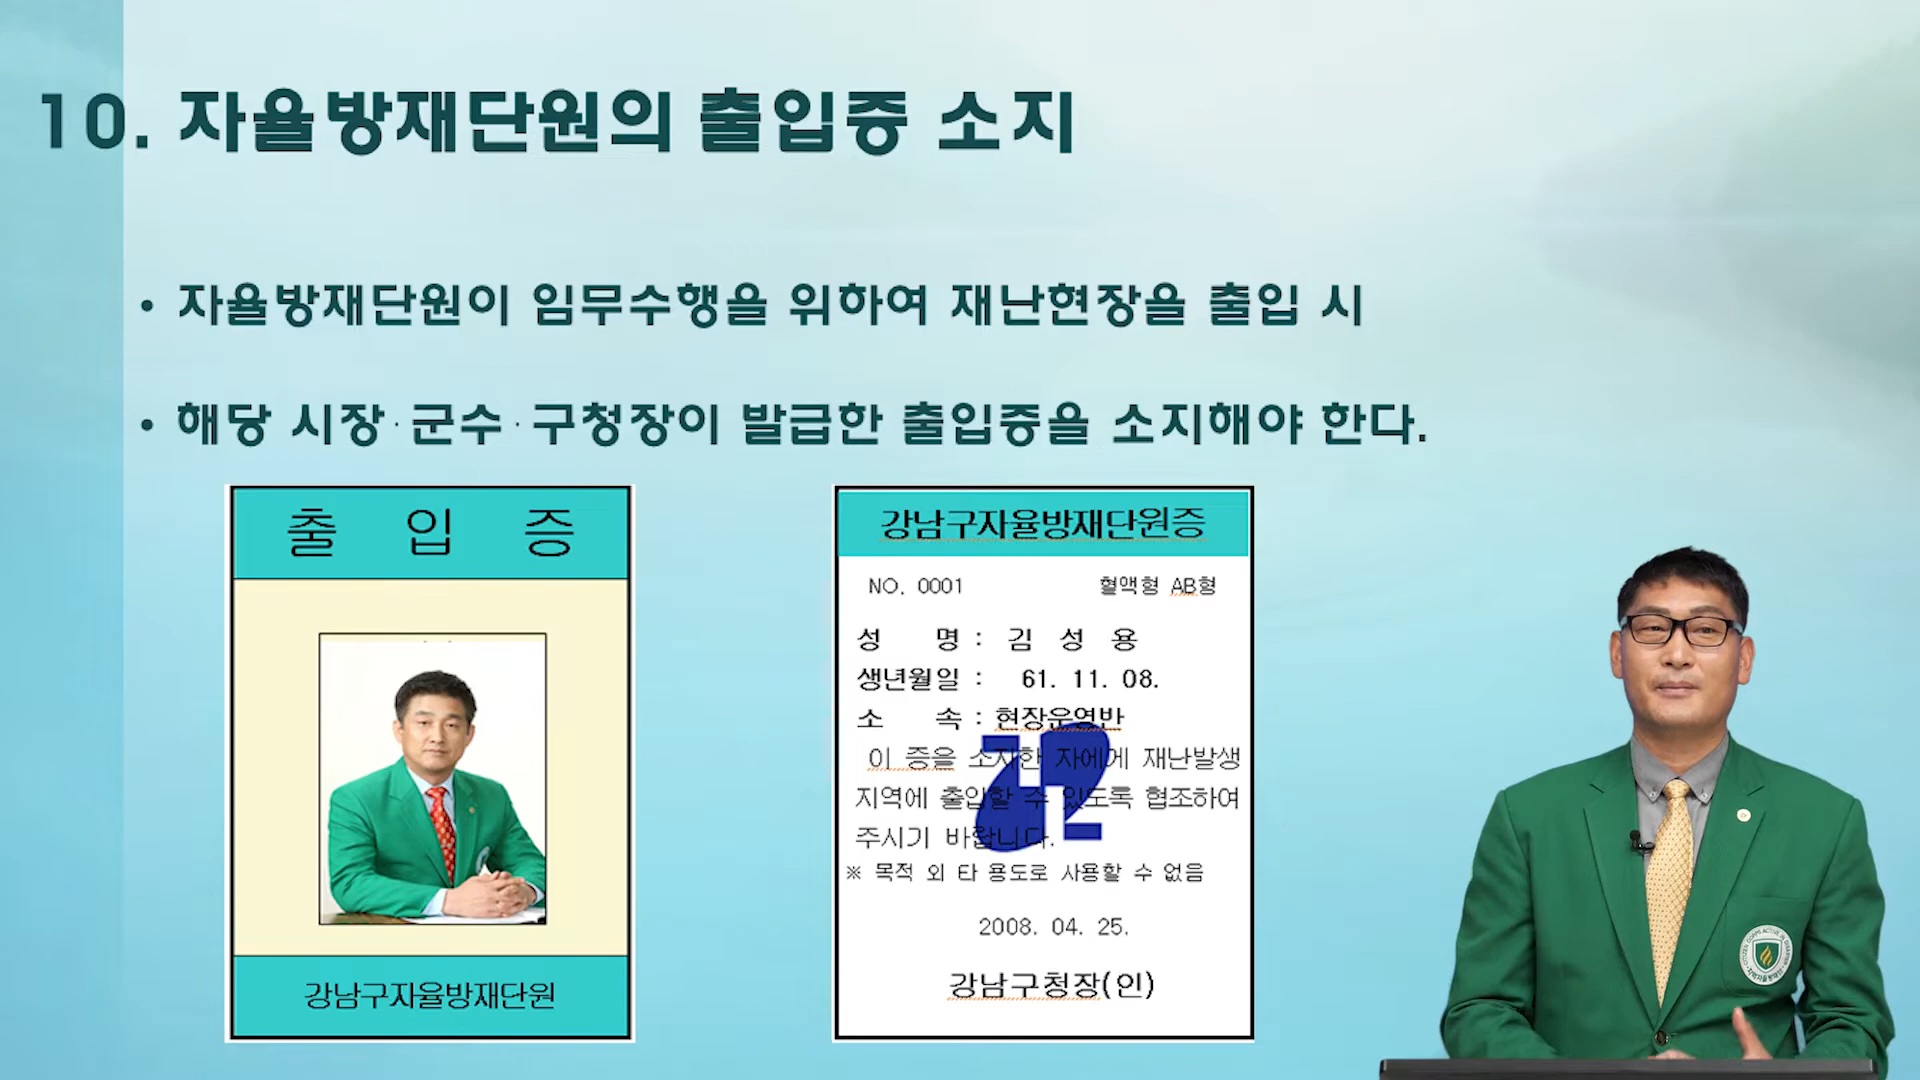 10. 자율방재단원의 출입증 소지
• 자율방재단원이 임무수행을 위하여 재난현장을 출입 시
• 해당 시장·군수·구청장이 발급한 출입증을 소지해야 한다.
출 입 증
강남구자율방재단원
강남구자율방재단원증
NO. 0001 혈액형 AB형
성 명 : 김 성 용
생년월일 : 61. 11. 08.
소 속 : 현장운영반
이 증을 소지한 자에게 재난발생
지역에 출입할 수 있도록 협조하여
주시기 바랍니다.
※ 목적 외 타 용도로 사용할 수 없음
2008. 04. 25.
강남구청장(인)